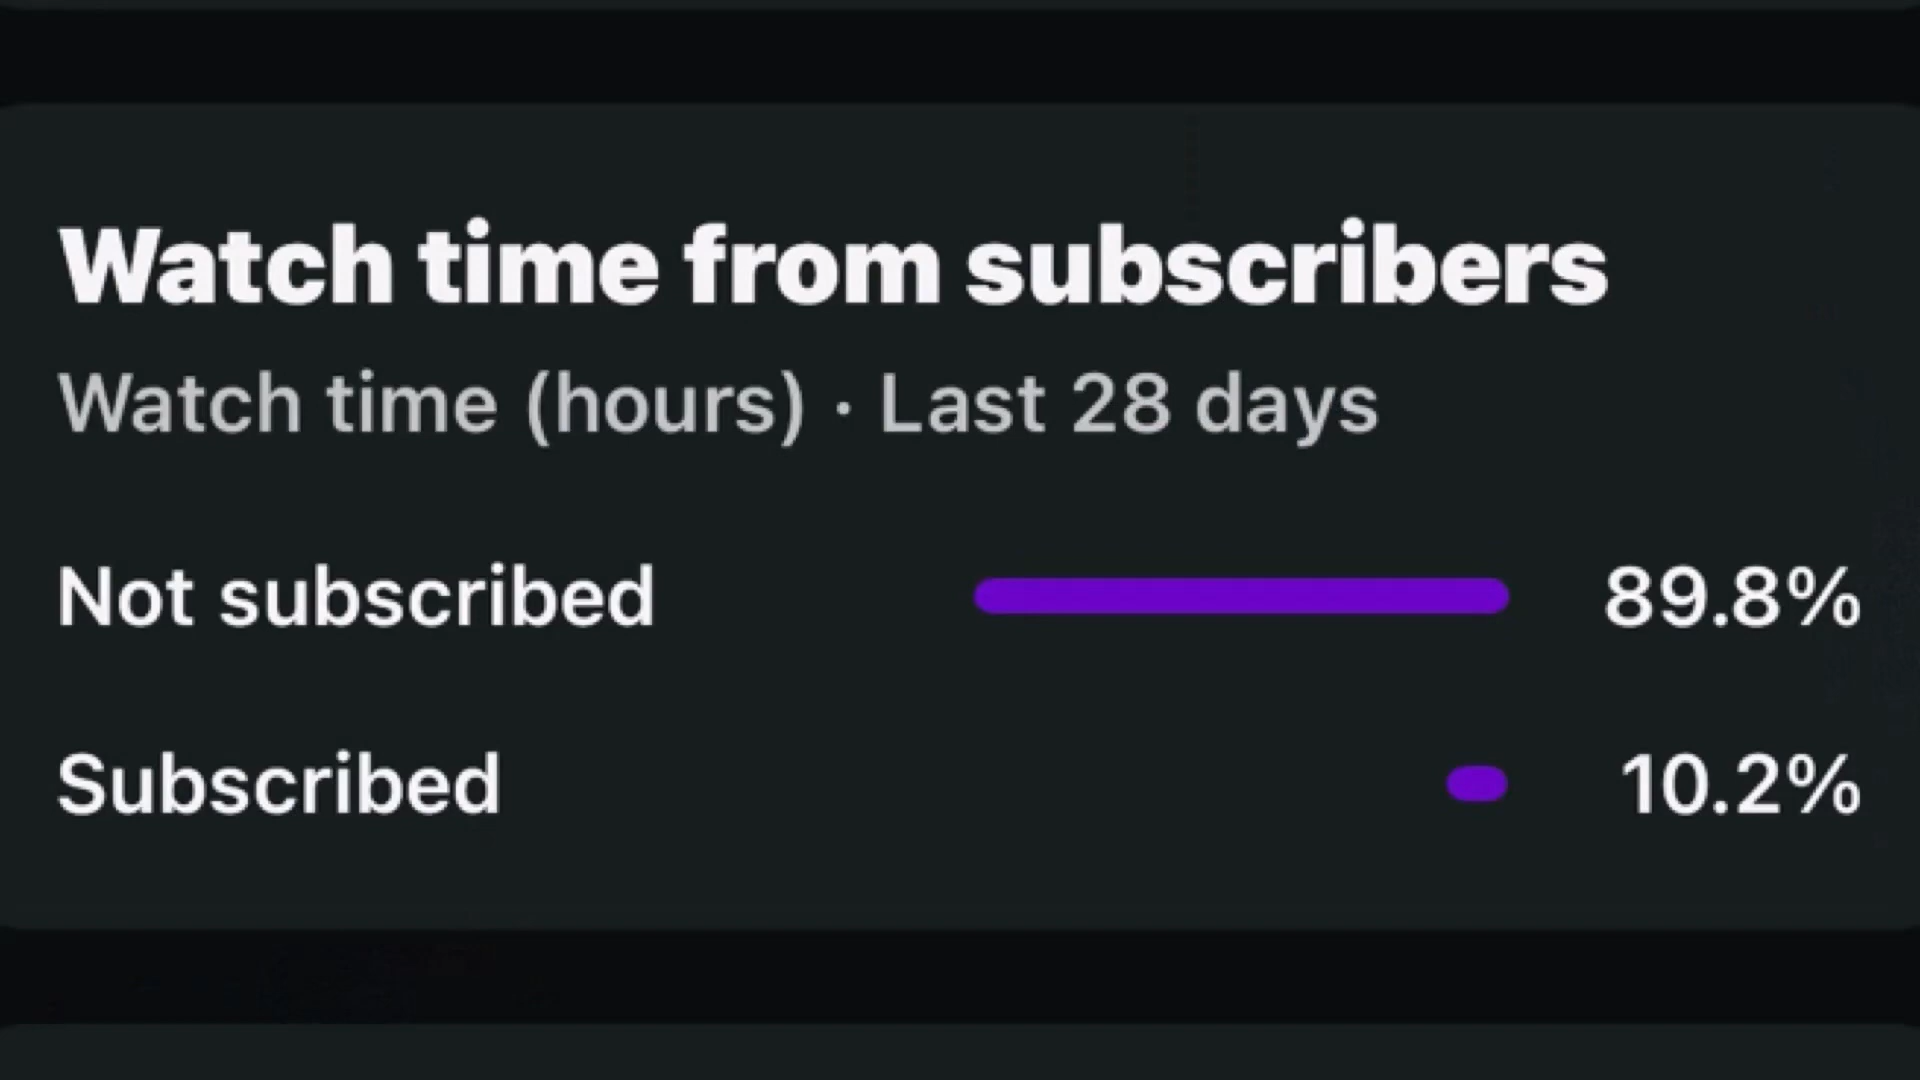 Watch time from subscribers
Watch time (hours) · Last 28 days
Not subscribed 89.8%
Subscribed 10.2%